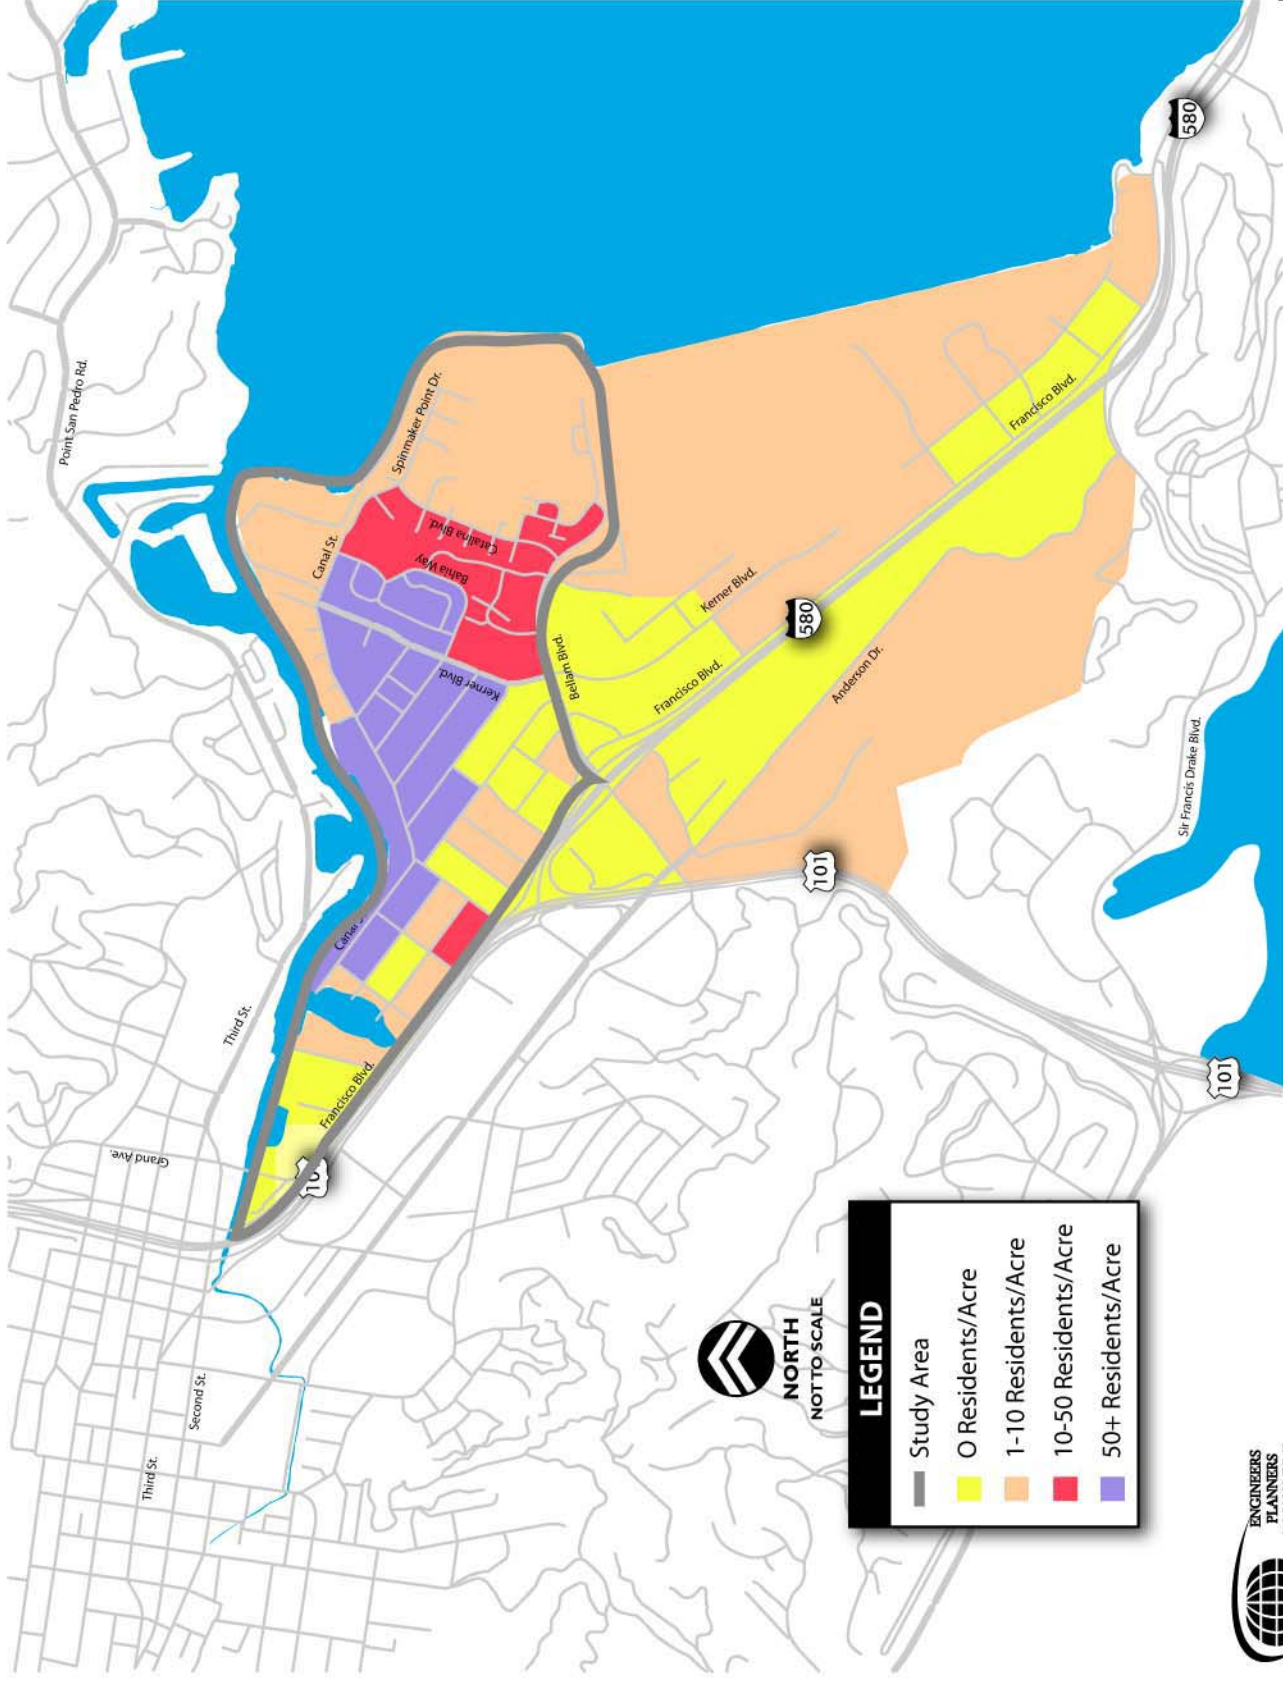 Point San Pedro Rd.
Spinmaker Point Dr.
Canal St.
Catalina Blvd.
Bahia Way
Kerner Blvd.
Bellam Blvd.
Kerner Blvd.
Francisco Blvd.
Francisco Blvd.
Anderson Dr.
Sir Francis Drake Blvd.
580
580
101
101
Third St.
Grand Ave.
Francisco Blvd.
Second St.
Third St.
NORTH
NOT TO SCALE
LEGEND
Study Area
O Residents/Acre
1-10 Residents/Acre
10-50 Residents/Acre
50+ Residents/Acre
ENGINEERS
PLANNERS